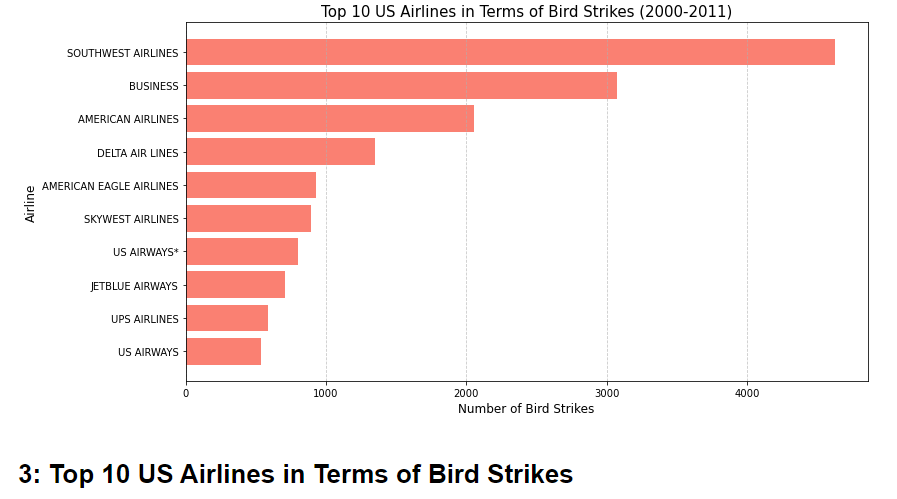 Top 10 US Airlines in Terms of Bird Strikes (2000-2011)
SOUTHWEST AIRLINES
BUSINESS
AMERICAN AIRLINES
DELTA AIR LINES
AMERICAN EAGLE AIRLINES
SKYWEST AIRLINES
US AIRWAYS*
JETBLUE AIRWAYS
UPS AIRLINES
US AIRWAYS
Airline
0 1000 2000 3000 4000
Number of Bird Strikes
3: Top 10 US Airlines in Terms of Bird Strikes